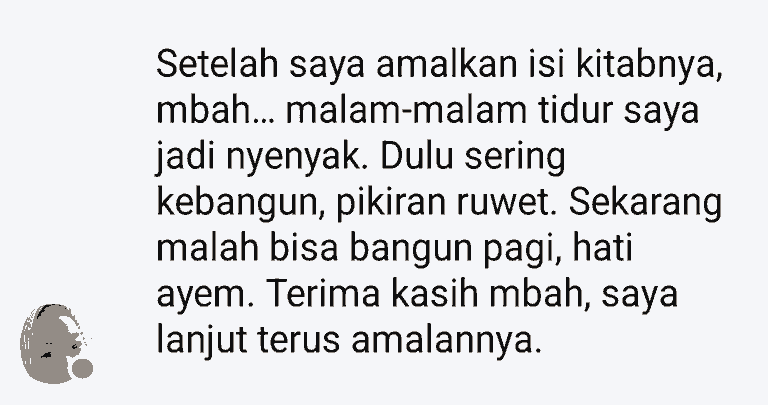 Setelah saya amalkan isi kitabnya,
mbah... malam-malam tidur saya
jadi nyenyak. Dulu sering
kebangun, pikiran ruwet. Sekarang
malah bisa bangun pagi, hati
ayem. Terima kasih mbah, saya
lanjut terus amalannya.